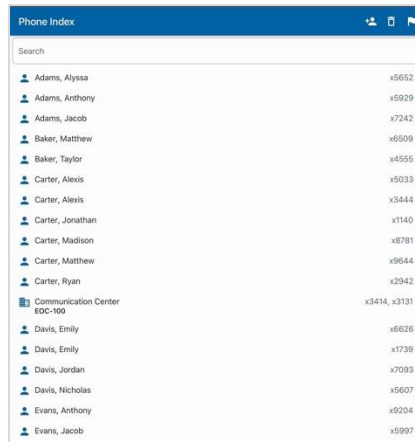 Phone Index
Search
Adams, Alyssa x5652
Adams, Anthony x5929
Adams, Jacob x7242
Baker, Matthew x6509
Baker, Taylor x4555
Carter, Alexis x5033
Carter, Alexis x3444
Carter, Jonathan x1140
Carter, Madison x8781
Carter, Matthew x9644
Carter, Ryan x2942
Communication Center x3414, x3131
EOC-100
Davis, Emily x6626
Davis, Emily x1739
Davis, Jordan x7093
Davis, Nicholas x5607
Evans, Anthony x9204
Evans, Jacob x5997